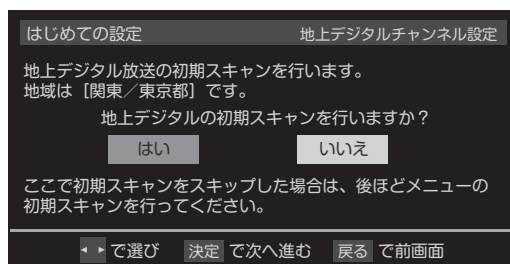 はじめての設定 地上デジタルチャンネル設定
地上デジタル放送の初期スキャンを行います。
地域は［関東／東京都］です。
地上デジタルの初期スキャンを行いますか？
はい いいえ
ここで初期スキャンをスキップした場合は、後ほどメニューの
初期スキャンを行ってください。
で選び 決定 で次へ進む 戻る で前画面